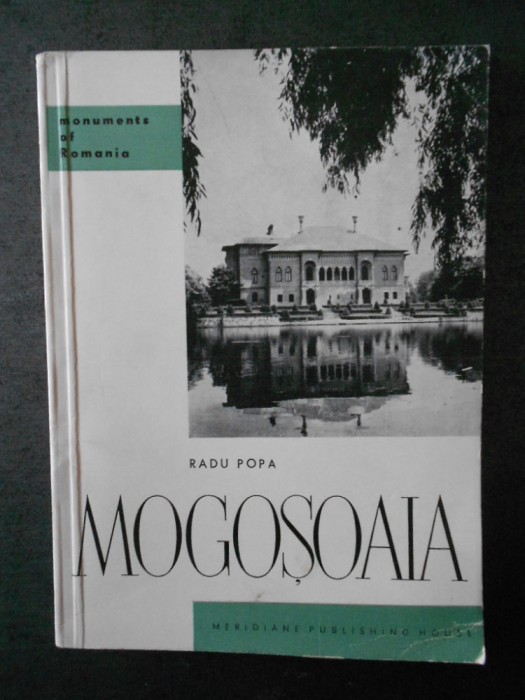 monuments
of
Romania
RADU POPA
MOGOȘOAIA
MERIDIANE PUBLISHING HOUSE